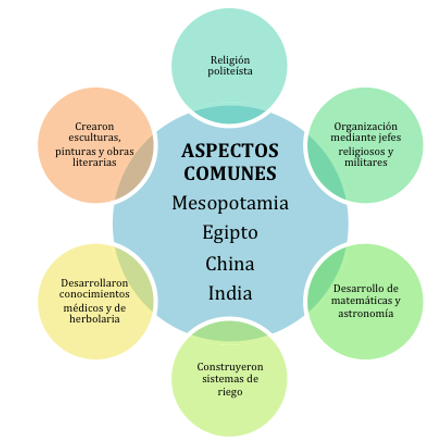 Religión
politeísta
Organización
mediante jefes
religiosos y
militares
Desarrollo de
matemáticas y
astronomía
Construyeron
sistemas de
riego
Desarrollaron
conocimientos
médicos y de
herbolaria
Crearon
esculturas,
pinturas y obras
literarias
ASPECTOS
COMUNES
Mesopotamia
Egipto
China
India